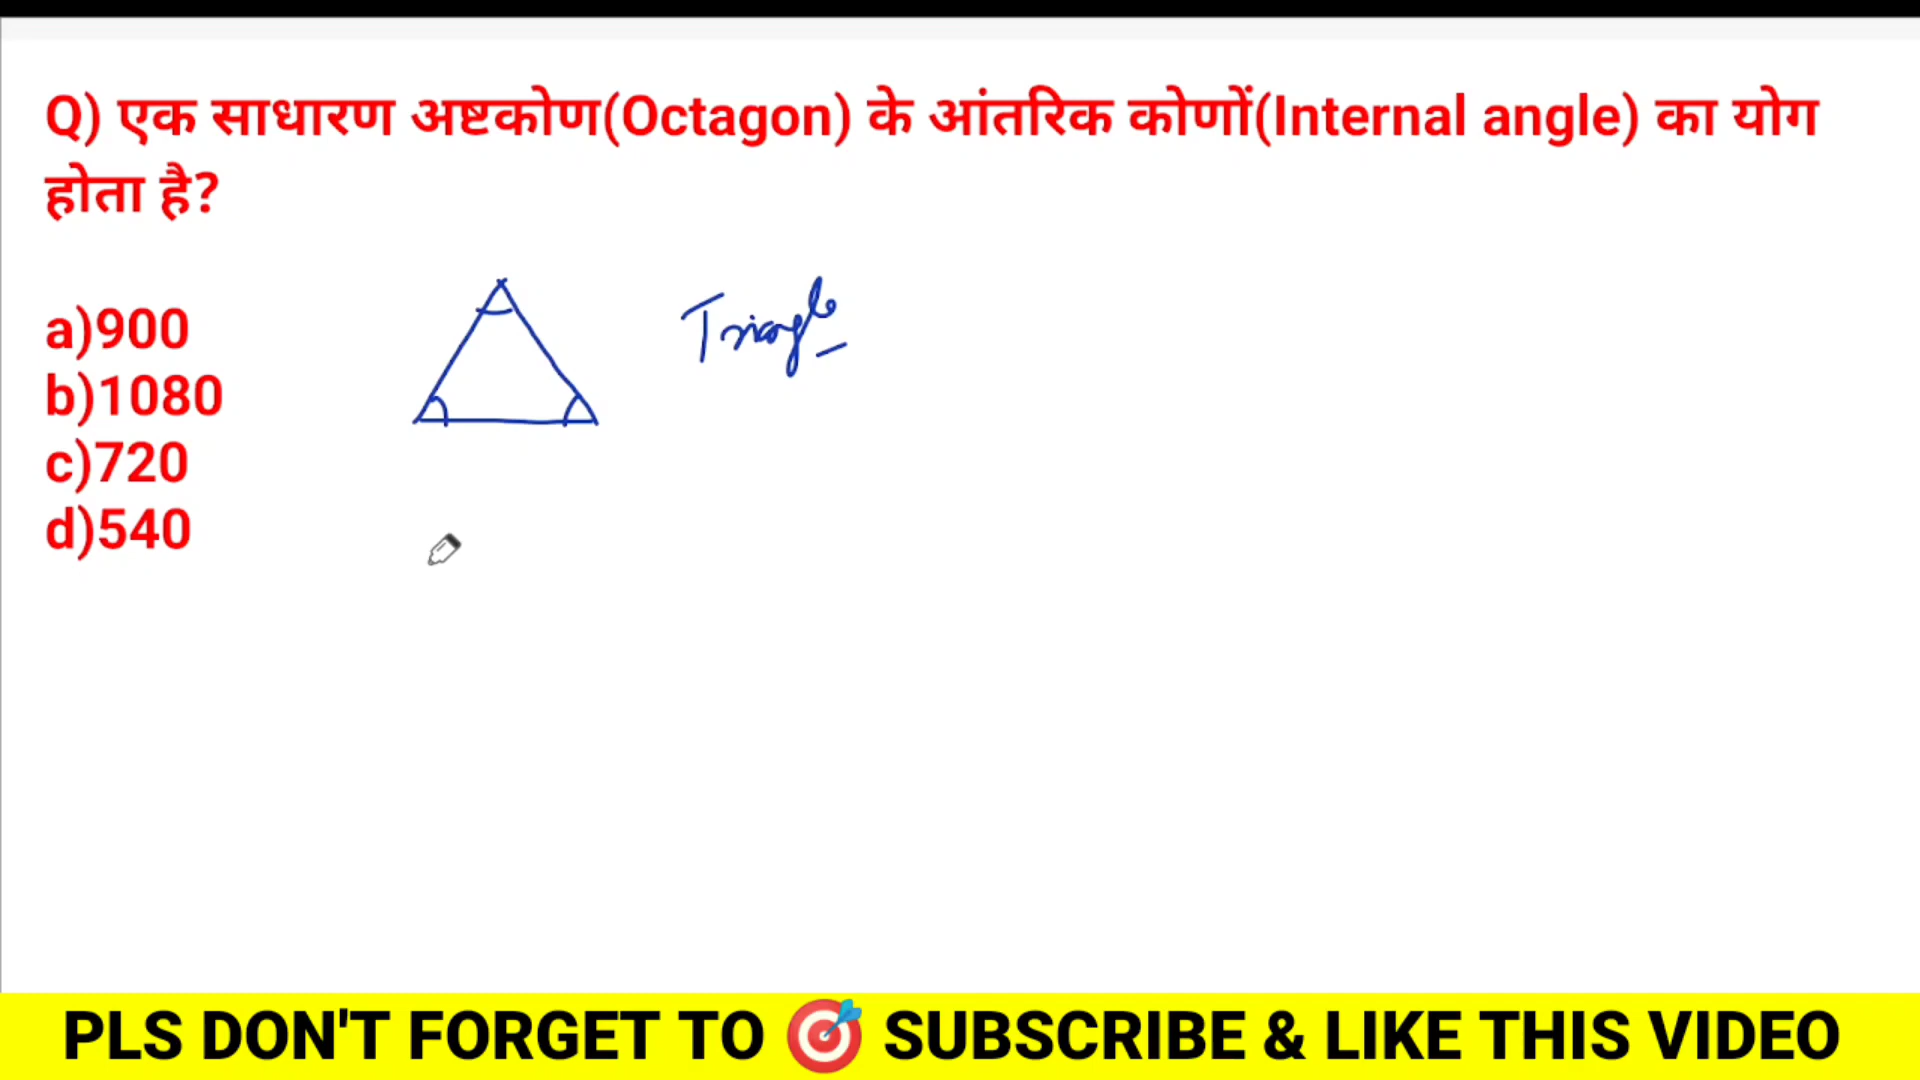 Q) एक साधारण अष्टकोण(Octagon) के आंतरिक कोणों(Internal angle) का योग
होता है?
a)900
b)1080
c)720
d)540
Triangle
PLS DON'T FORGET TO 🎯 SUBSCRIBE & LIKE THIS VIDEO